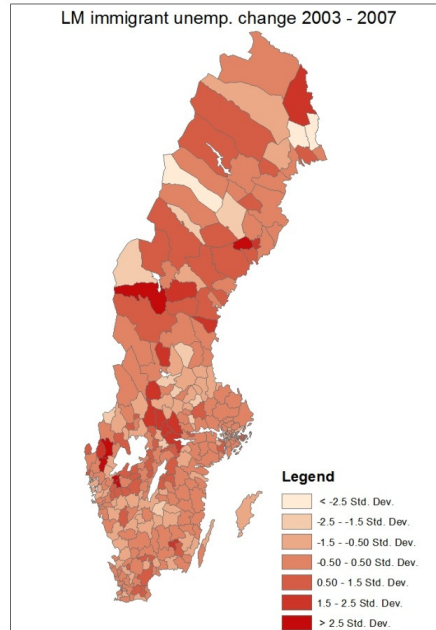 LM immigrant unemp. change 2003 - 2007
Legend
< -2.5 Std. Dev.
-2.5 - -1.5 Std. Dev.
-1.5 - -0.50 Std. Dev.
-0.50 - 0.50 Std. Dev.
0.50 - 1.5 Std. Dev.
1.5 - 2.5 Std. Dev.
> 2.5 Std. Dev.